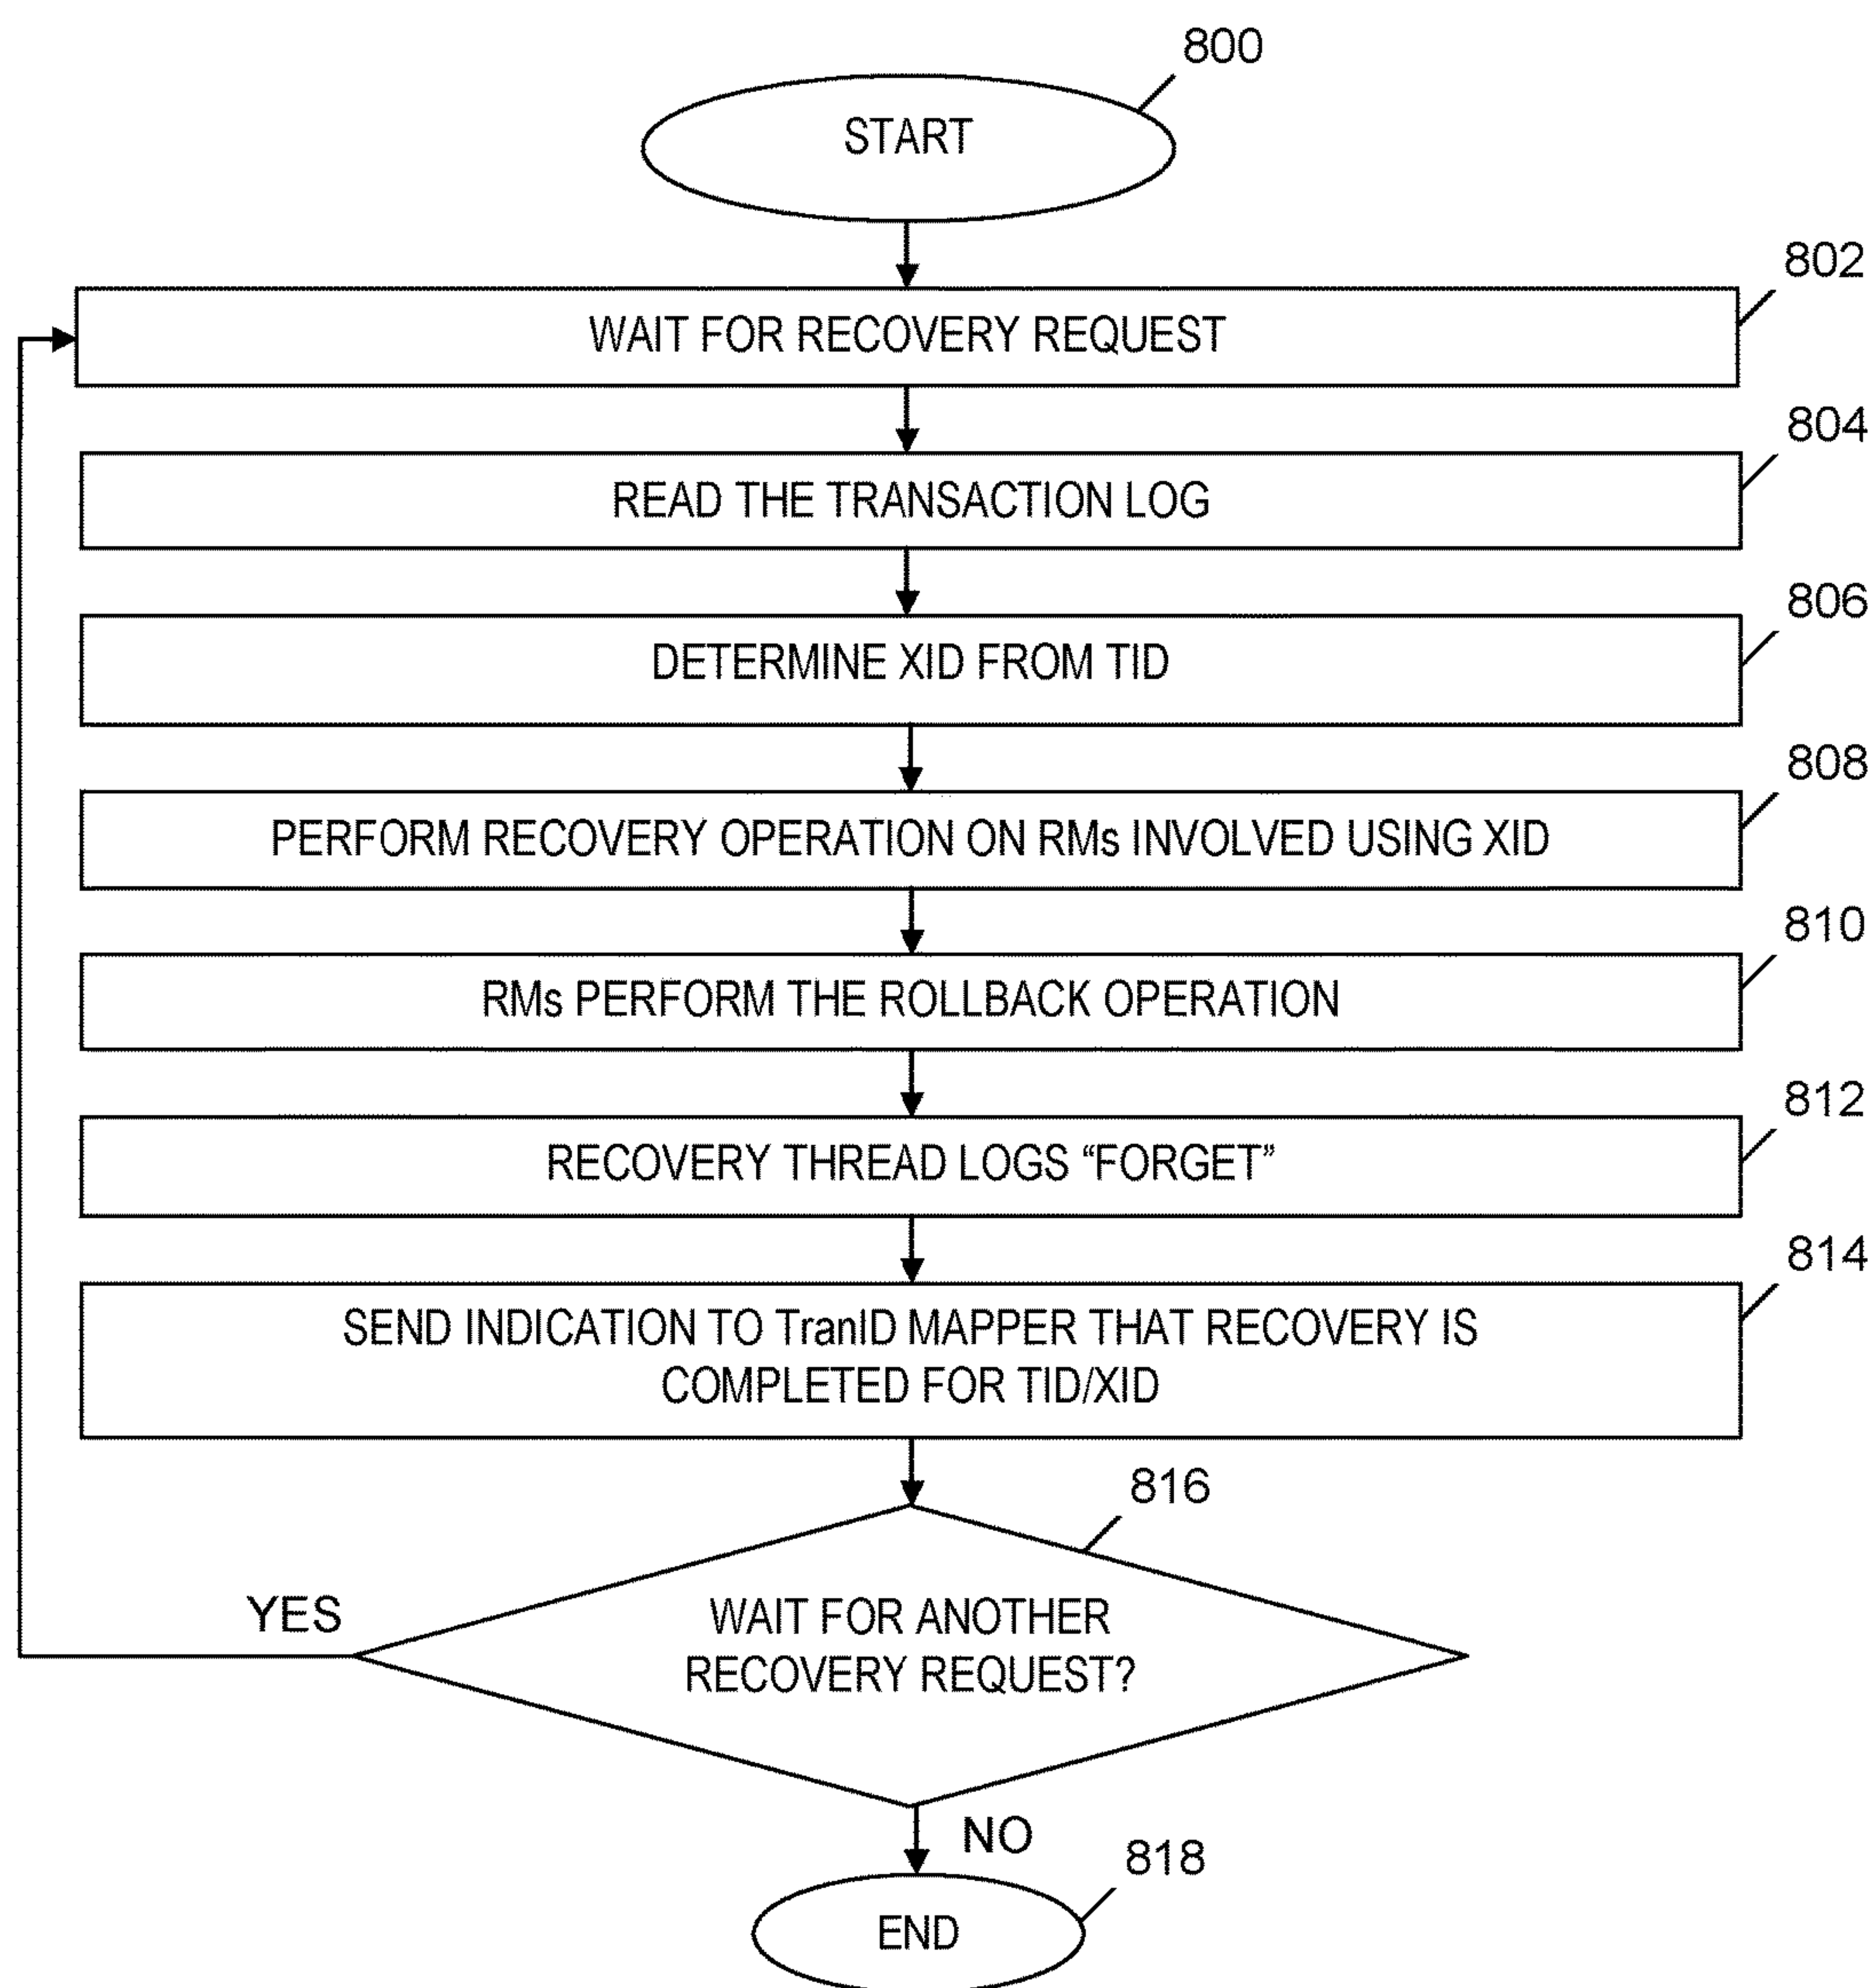 800
START
802
WAIT FOR RECOVERY REQUEST
804
READ THE TRANSACTION LOG
806
DETERMINE XID FROM TID
808
PERFORM RECOVERY OPERATION ON RMs INVOLVED USING XID
810
RMs PERFORM THE ROLLBACK OPERATION
812
RECOVERY THREAD LOGS “FORGET”
814
SEND INDICATION TO TranID MAPPER THAT RECOVERY IS
COMPLETED FOR TID/XID
816
YES
WAIT FOR ANOTHER
RECOVERY REQUEST?
NO
818
END